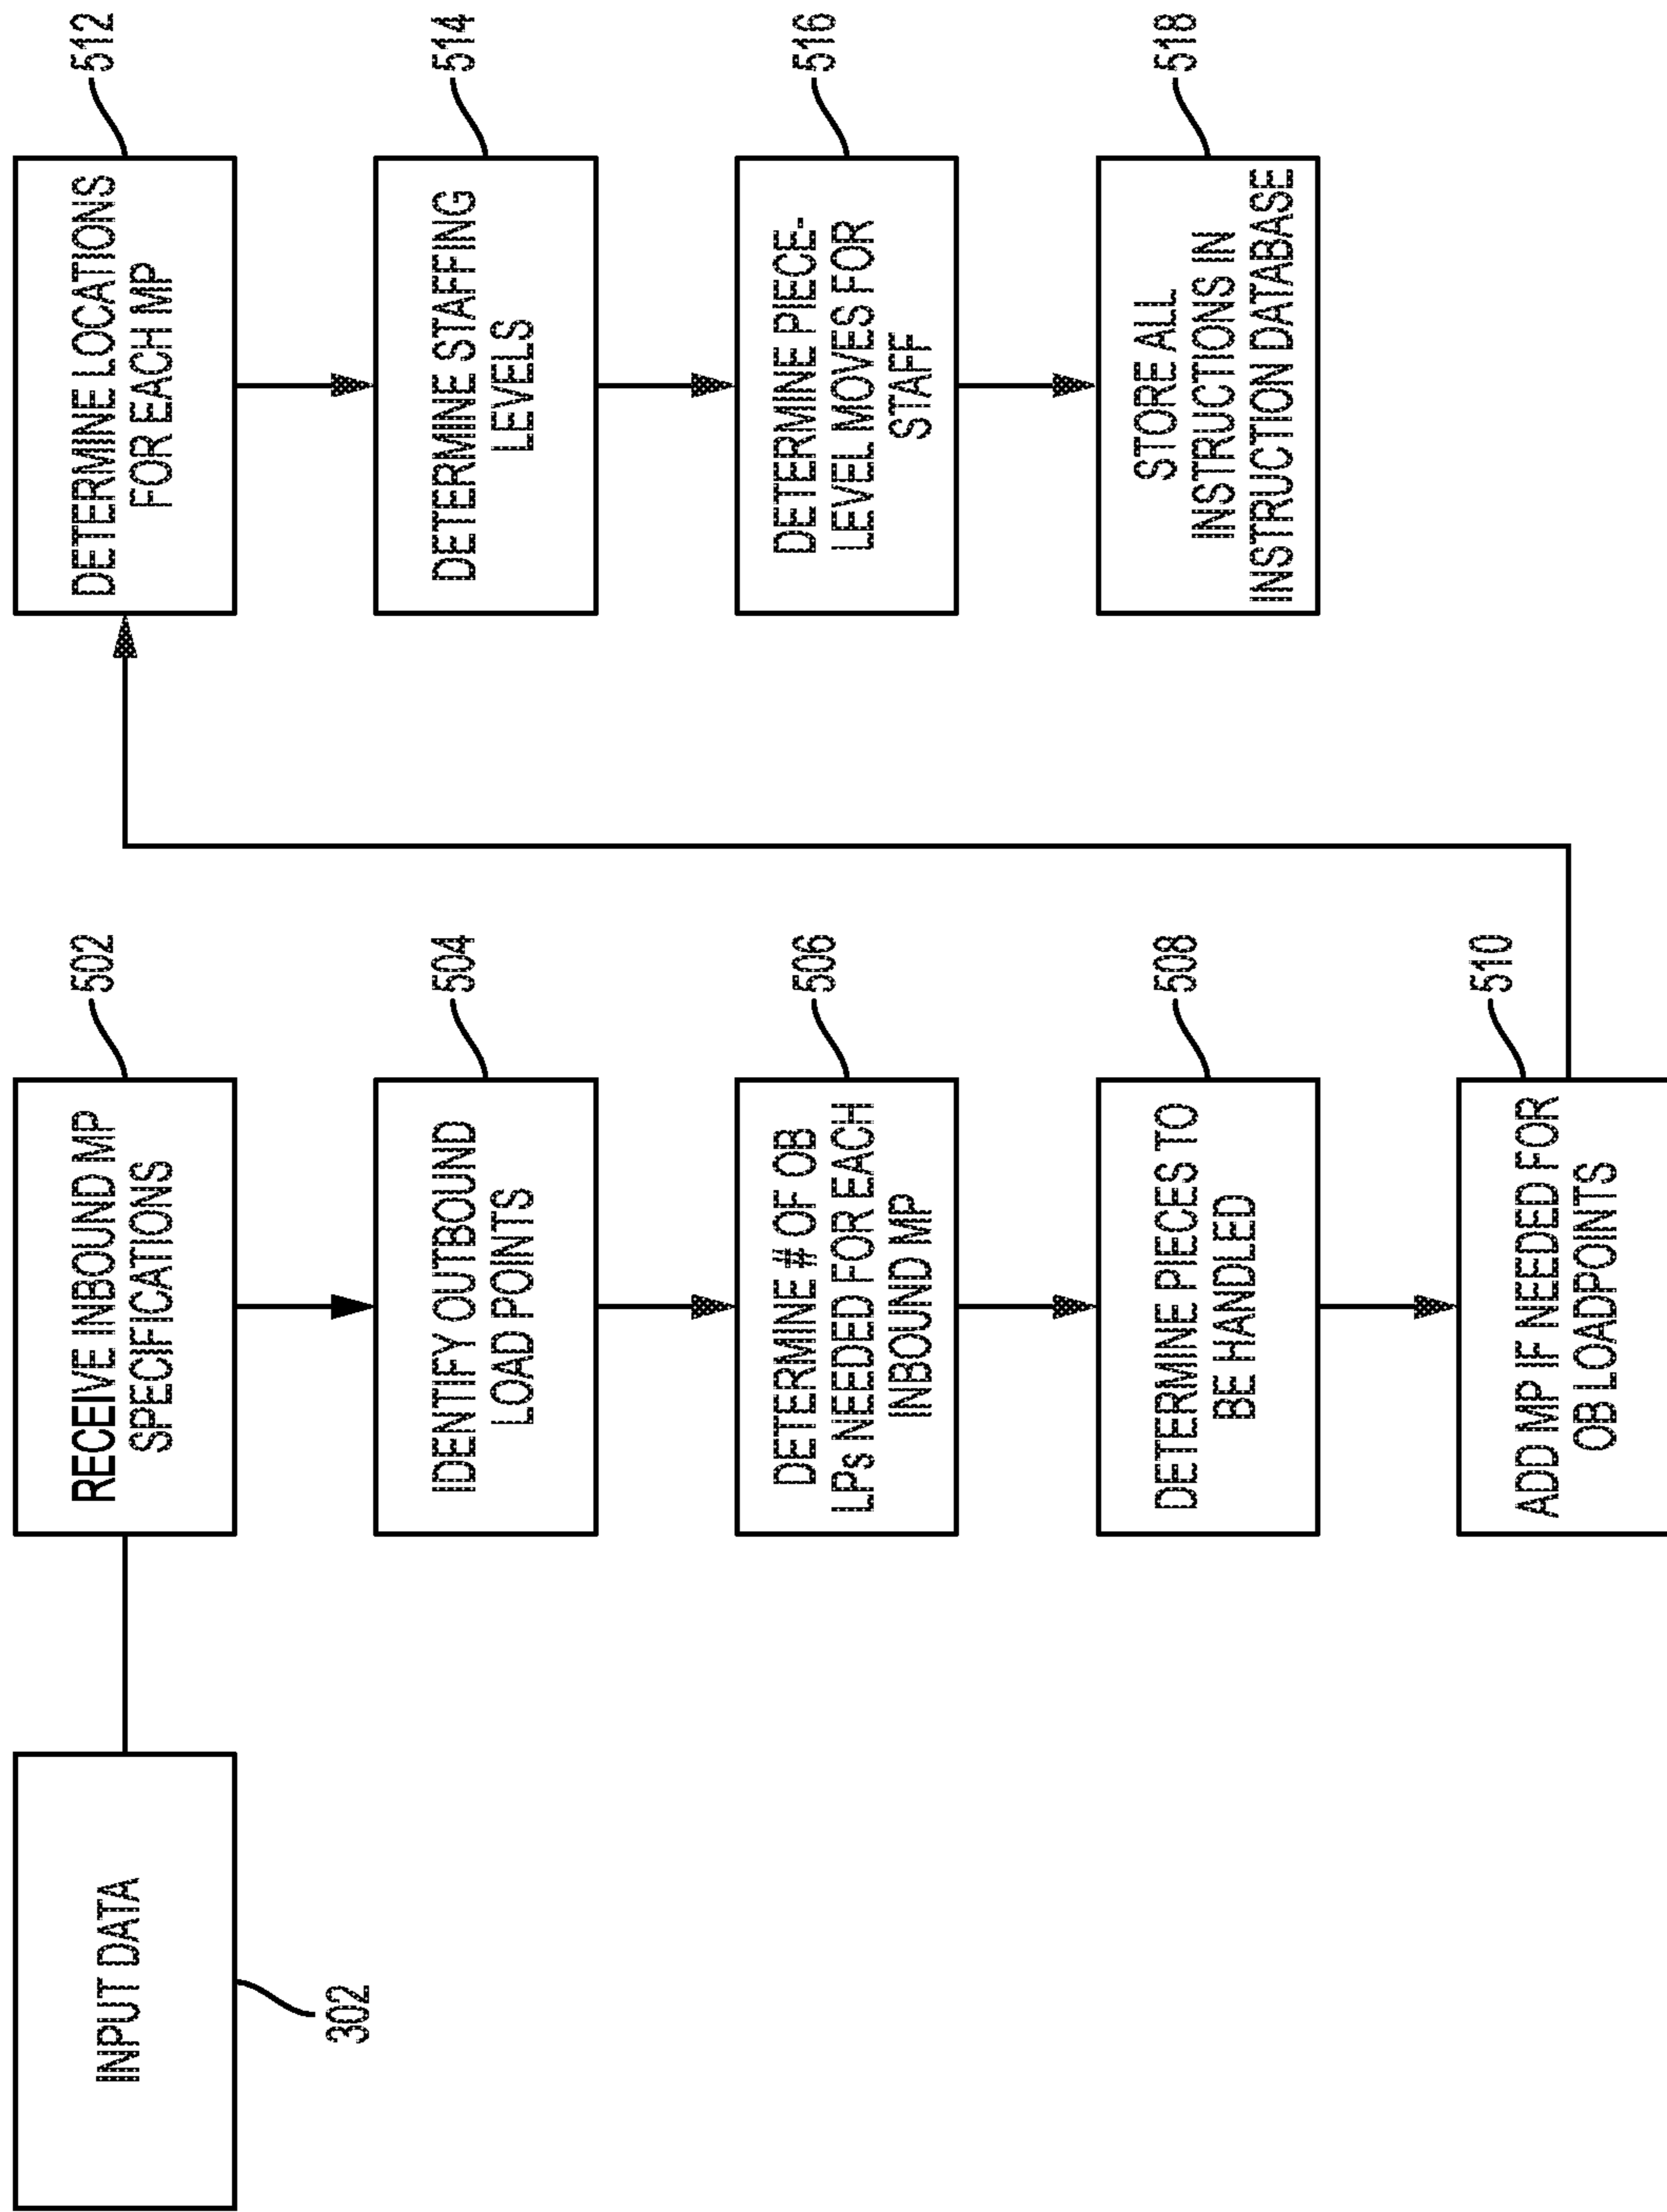 INPUT DATA
302
RECEIVE INBOUND MP
SPECIFICATIONS
502
IDENTIFY OUTBOUND
LOAD POINTS
504
DETERMINE # OF OB
LPs NEEDED FOR EACH
INBOUND MP
506
DETERMINE PIECES TO
BE HANDLED
508
ADD MP IF NEEDED FOR
OB LOADPOINTS
510
DETERMINE LOCATIONS
FOR EACH MP
512
DETERMINE STAFFING
LEVELS
514
DETERMINE PIECE-
LEVEL MOVES FOR
STAFF
516
STORE ALL
INSTRUCTIONS IN
INSTRUCTION DATABASE
518